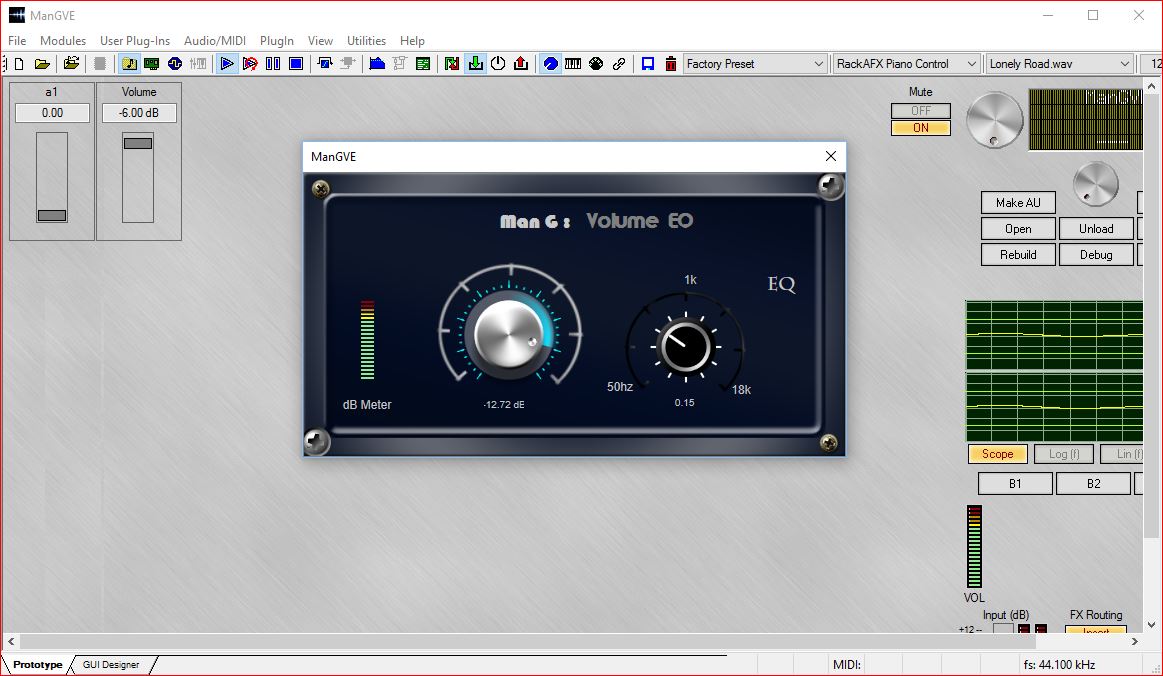 ManGVE
File Modules User Plug-Ins Audio/MIDI PlugIn View Utilities Help
Factory Preset RackAFX Piano Control Lonely Road.wav 12
a1 Volume
0.00 -6.00 dB
Mute
OFF
ON
ManGVE
Man G : Volume EQ
1k
EQ
50hz
18k
dB Meter
-12.72 dE
0.15
Make AU
Open Unload
Rebuild Debug
Scope Log (f) Lin (f)
B1 B2
VOL
Input (dB) FX Routing
+12 --
Insert
Prototype GUI Designer
MIDI: fs: 44.100 kHz